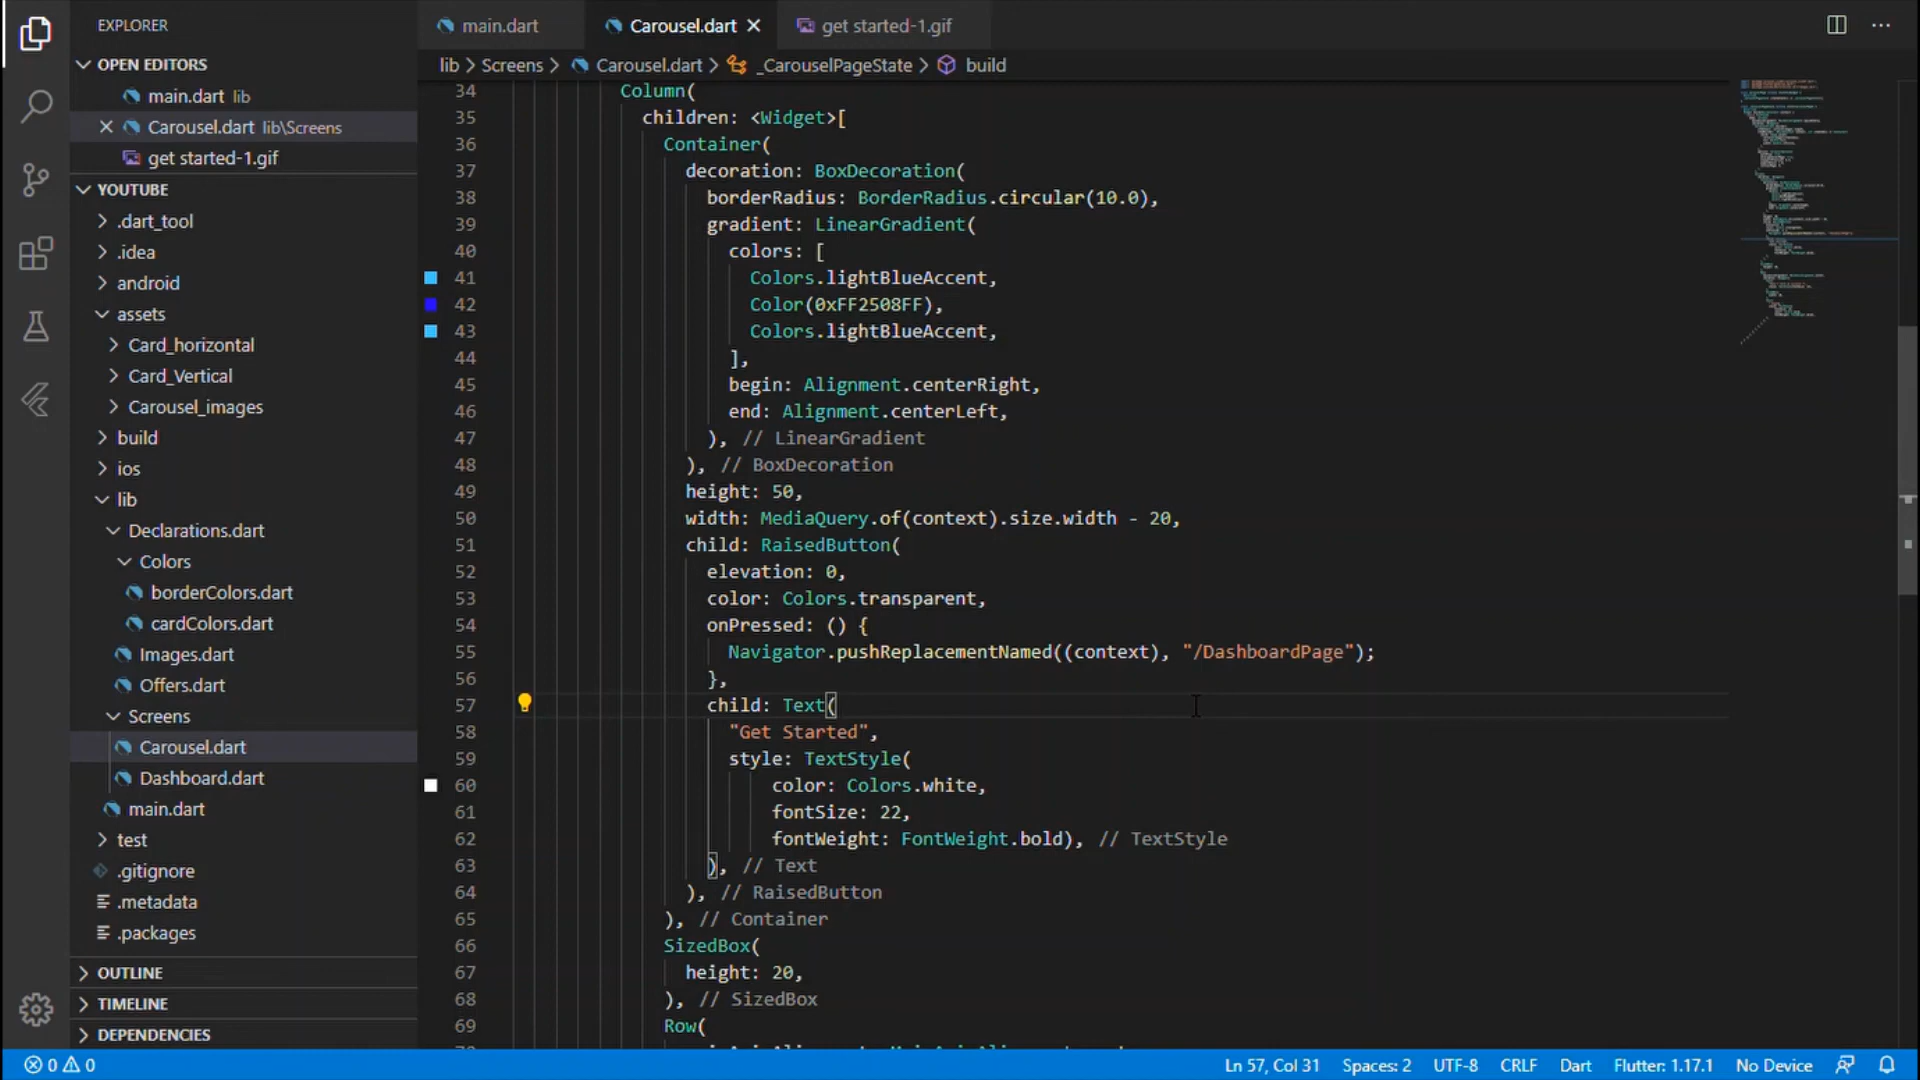 EXPLORER
OPEN EDITORS
main.dart lib
Carousel.dart lib\Screens
get started-1.gif
YOUTUBE
.dart_tool
.idea
android
assets
Card_horizontal
Card_Vertical
Carousel_images
build
ios
lib
Declarations.dart
Colors
borderColors.dart
cardColors.dart
Images.dart
Offers.dart
Screens
Carousel.dart
Dashboard.dart
main.dart
test
.gitignore
.metadata
.packages
OUTLINE
TIMELINE
DEPENDENCIES
main.dart
Carousel.dart
get started-1.gif
lib > Screens > Carousel.dart > _CarouselPageState > build
34 Column(
35 children: <Widget>[
36 Container(
37 decoration: BoxDecoration(
38 borderRadius: BorderRadius.circular(10.0),
39 gradient: LinearGradient(
40 colors: [
41 Colors.lightBlueAccent,
42 Color(0xFF2508FF),
43 Colors.lightBlueAccent,
44 ],
45 begin: Alignment.centerRight,
46 end: Alignment.centerLeft,
47 ), // LinearGradient
48 ), // BoxDecoration
49 height: 50,
50 width: MediaQuery.of(context).size.width - 20,
51 child: RaisedButton(
52 elevation: 0,
53 color: Colors.transparent,
54 onPressed: () {
55 Navigator.pushReplacementNamed((context), "/DashboardPage");
56 },
57 child: Text(
58 "Get Started",
59 style: TextStyle(
60 color: Colors.white,
61 fontSize: 22,
62 fontWeight: FontWeight.bold), // TextStyle
63 ), // Text
64 ), // RaisedButton
65 ), // Container
66 SizedBox(
67 height: 20,
68 ), // SizedBox
69 Row(
0 0
Ln 57, Col 31
Spaces: 2
UTF-8
CRLF
Dart
Flutter: 1.17.1
No Device